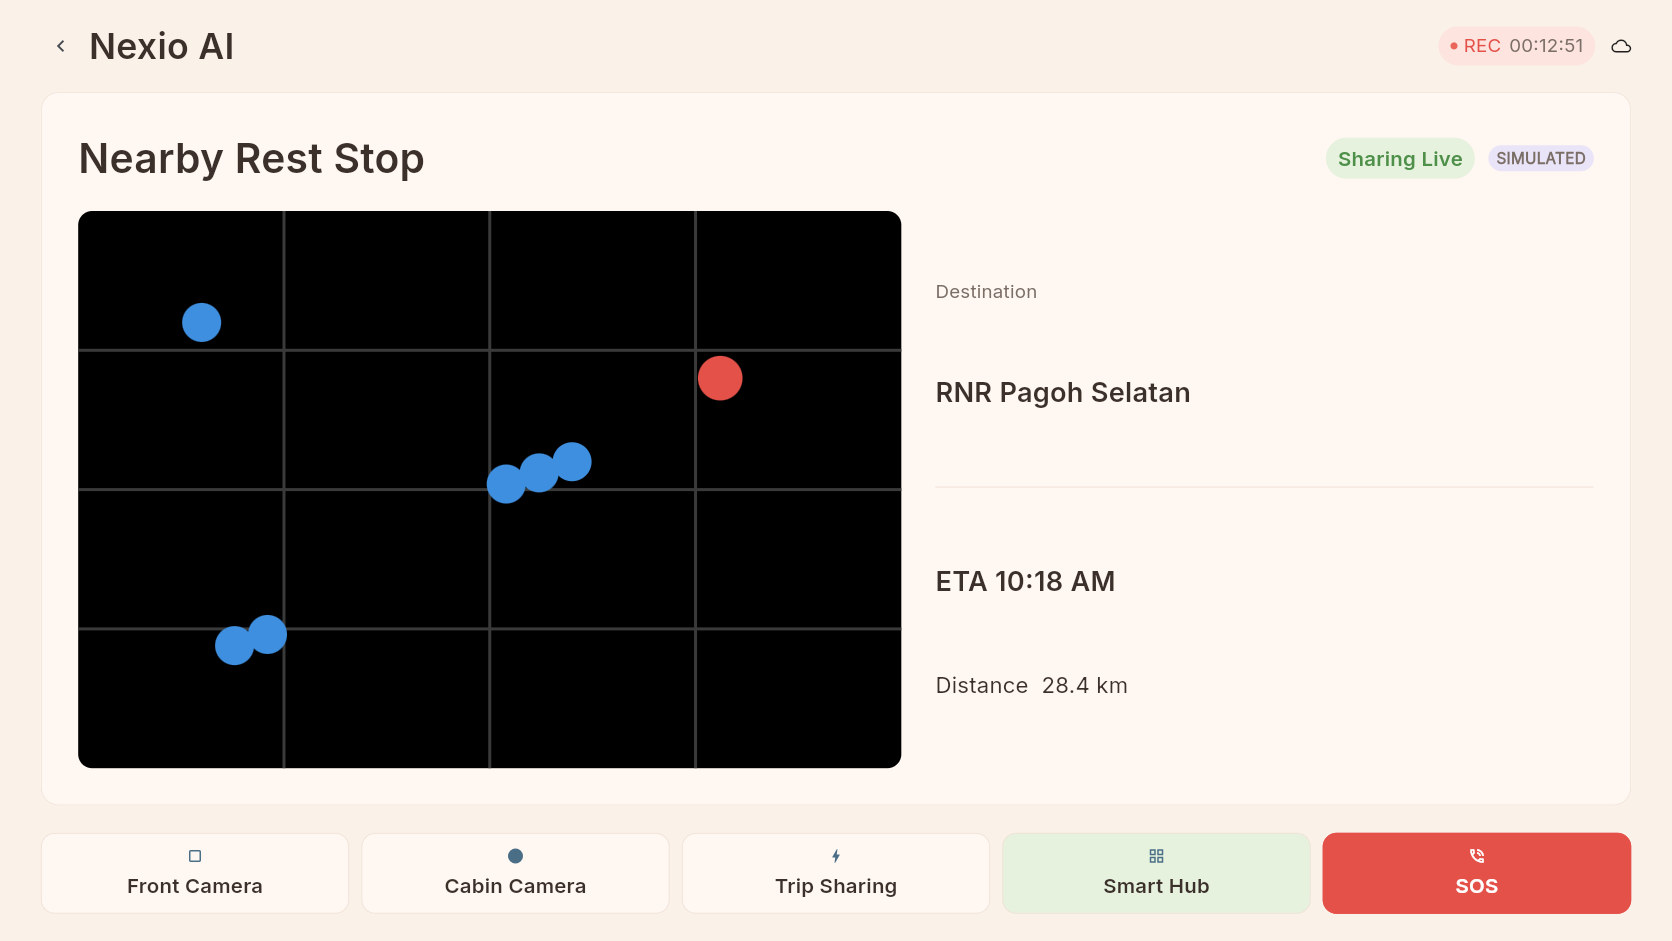 Nexio AI
REC 00:12:51
Nearby Rest Stop
Sharing Live
SIMULATED
Destination
RNR Pagoh Selatan
ETA 10:18 AM
Distance 28.4 km
Front Camera
Cabin Camera
Trip Sharing
Smart Hub
SOS